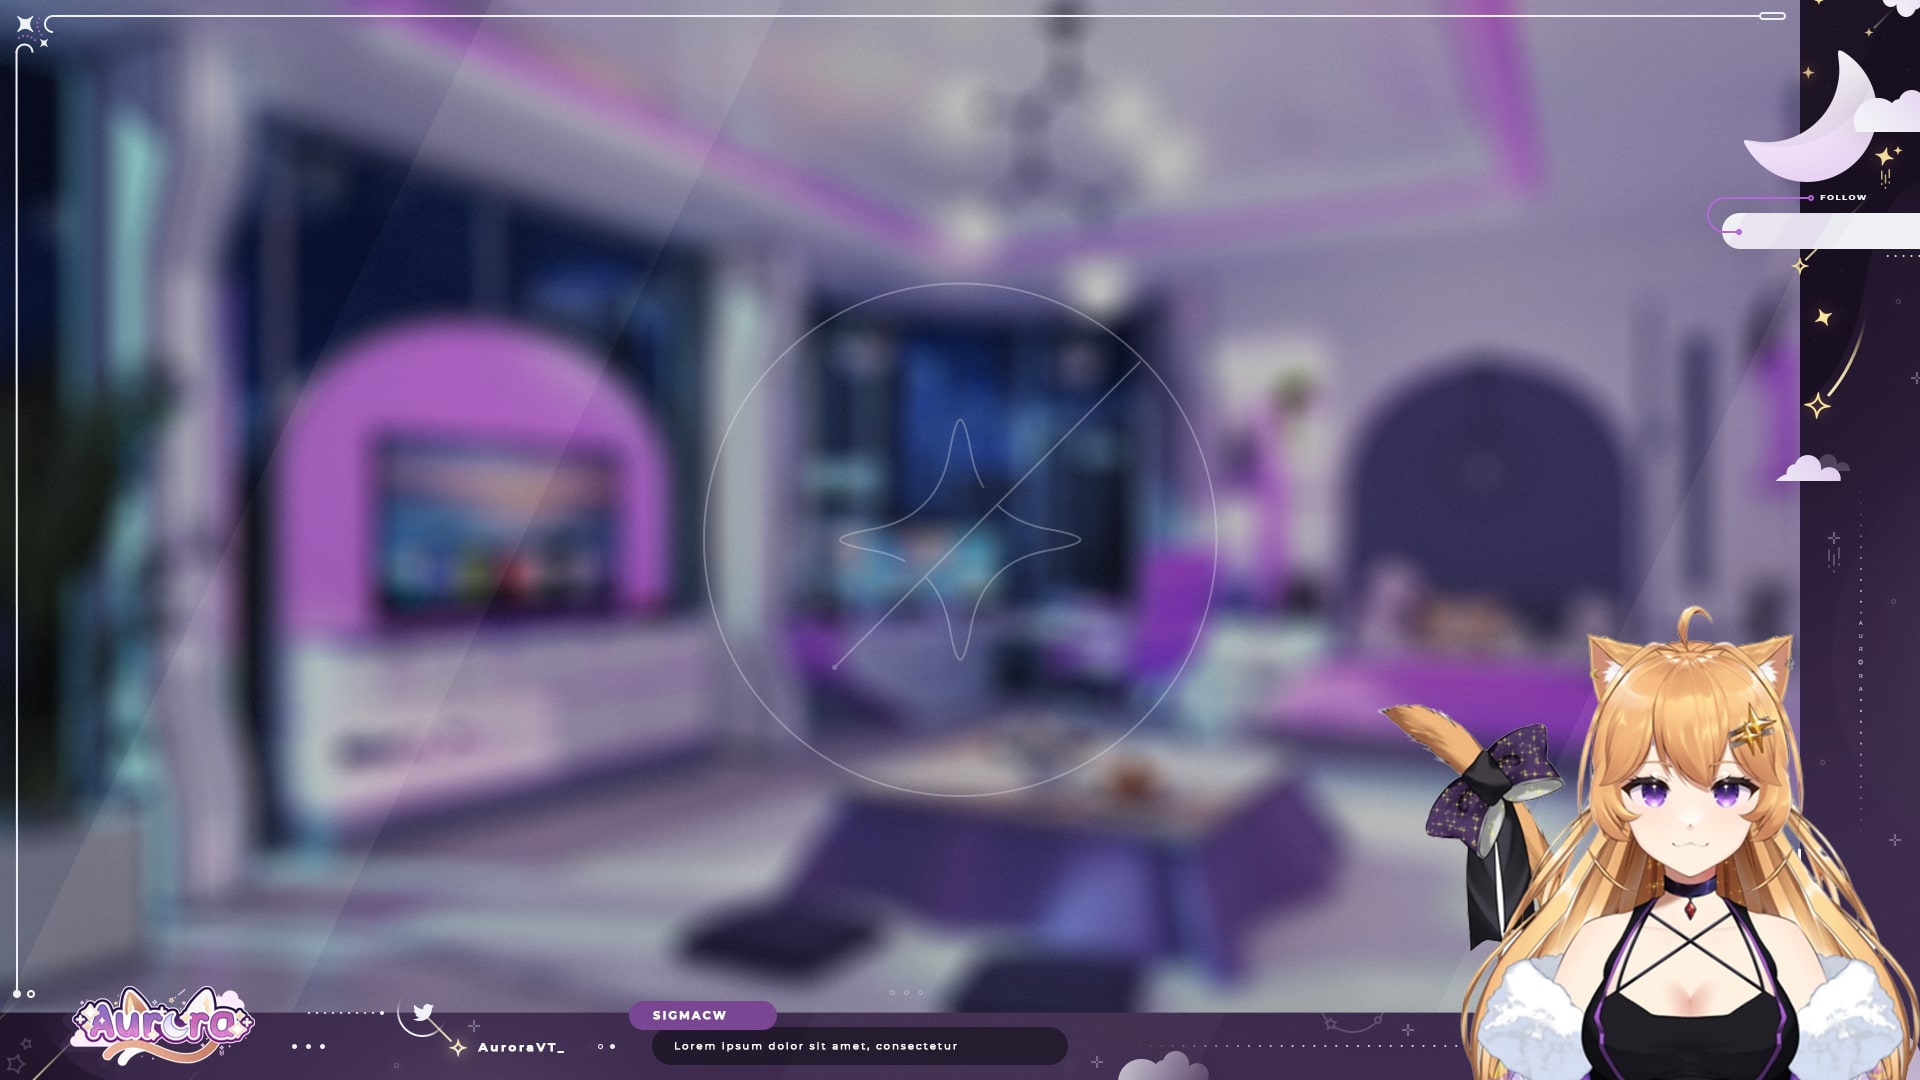 FOLLOW
AURORA
Aurora
AuroraVT_
SIGMACW
Lorem ipsum dolor sit amet, consectetur